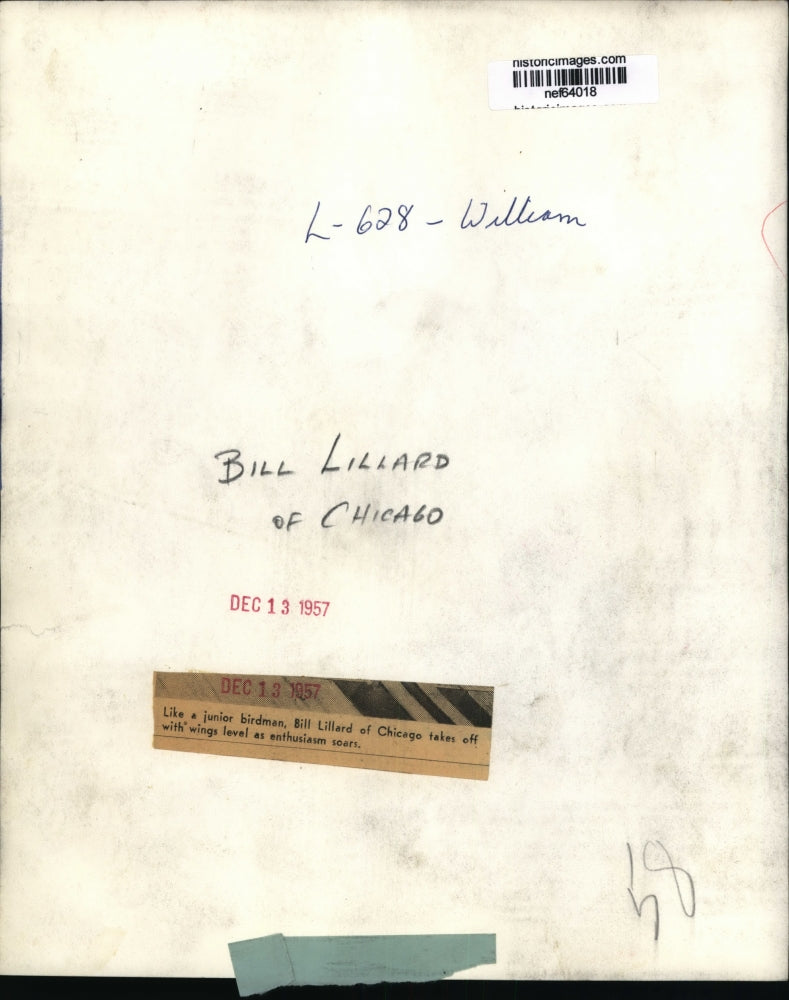 historicimages.com
nef64018
L-628-William
BILL LILLARD
OF CHICAGO
DEC 13 1957
DEC 13 1957
Like a junior birdman, Bill Lillard of Chicago takes off
with wings level as enthusiasm soars.